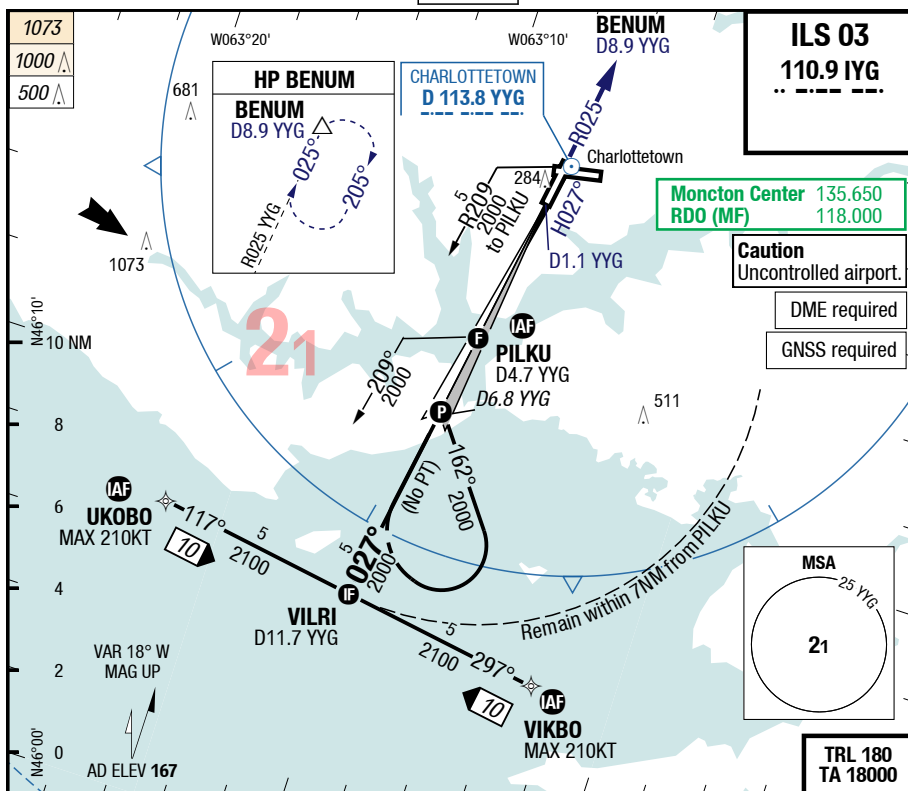 1073
1000
500
W063°20'
W063°10'
BENUM
D8.9 YYG
ILS 03
110.9 IYG
.. -.-- --.
HP BENUM
BENUM
D8.9 YYG
025°
205°
R025 YYG
CHARLOTTETOWN
D 113.8 YYG
-.-- -.-- --.
681
R025
Charlottetown
284
5
R209
2000
to PILKU
H027°
D1.1 YYG
Moncton Center 135.650
RDO (MF) 118.000
Caution
Uncontrolled airport.
DME required
GNSS required
1073
N46°10'
10 NM
21
F
IAF
PILKU
D4.7 YYG
209°
2000
D6.8 YYG
P
511
8
162°
2000
(No PT)
IAF
UKOBO
MAX 210KT
6
117°
5
2100
10
5
027°
2000
4
IF
VILRI
D11.7 YYG
Remain within 7NM from PILKU
5
2100
297°
10
IAF
VIKBO
MAX 210KT
MSA
25 YYG
21
VAR 18° W
MAG UP
2
N46°00'
0
AD ELEV 167
TRL 180
TA 18000